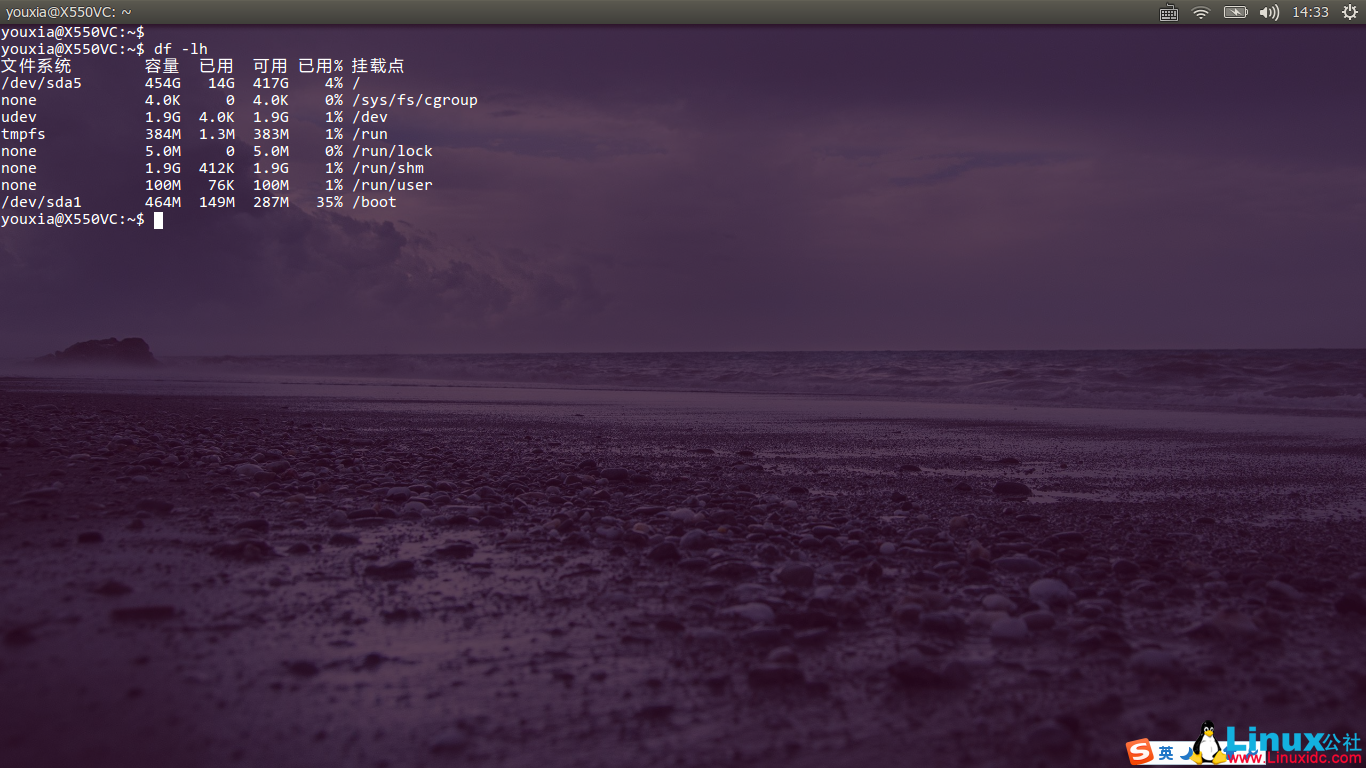 youxia@X550VC: ~
14:33
youxia@X550VC:~$
youxia@X550VC:~$ df -lh
文件系统 容量 已用 可用 已用% 挂载点
/dev/sda5 454G 14G 417G 4% /
none 4.0K 0 4.0K 0% /sys/fs/cgroup
udev 1.9G 4.0K 1.9G 1% /dev
tmpfs 384M 1.3M 383M 1% /run
none 5.0M 0 5.0M 0% /run/lock
none 1.9G 412K 1.9G 1% /run/shm
none 100M 76K 100M 1% /run/user
/dev/sda1 464M 149M 287M 35% /boot
youxia@X550VC:~$
S 英
Linux公社
www.Linuxidc.com